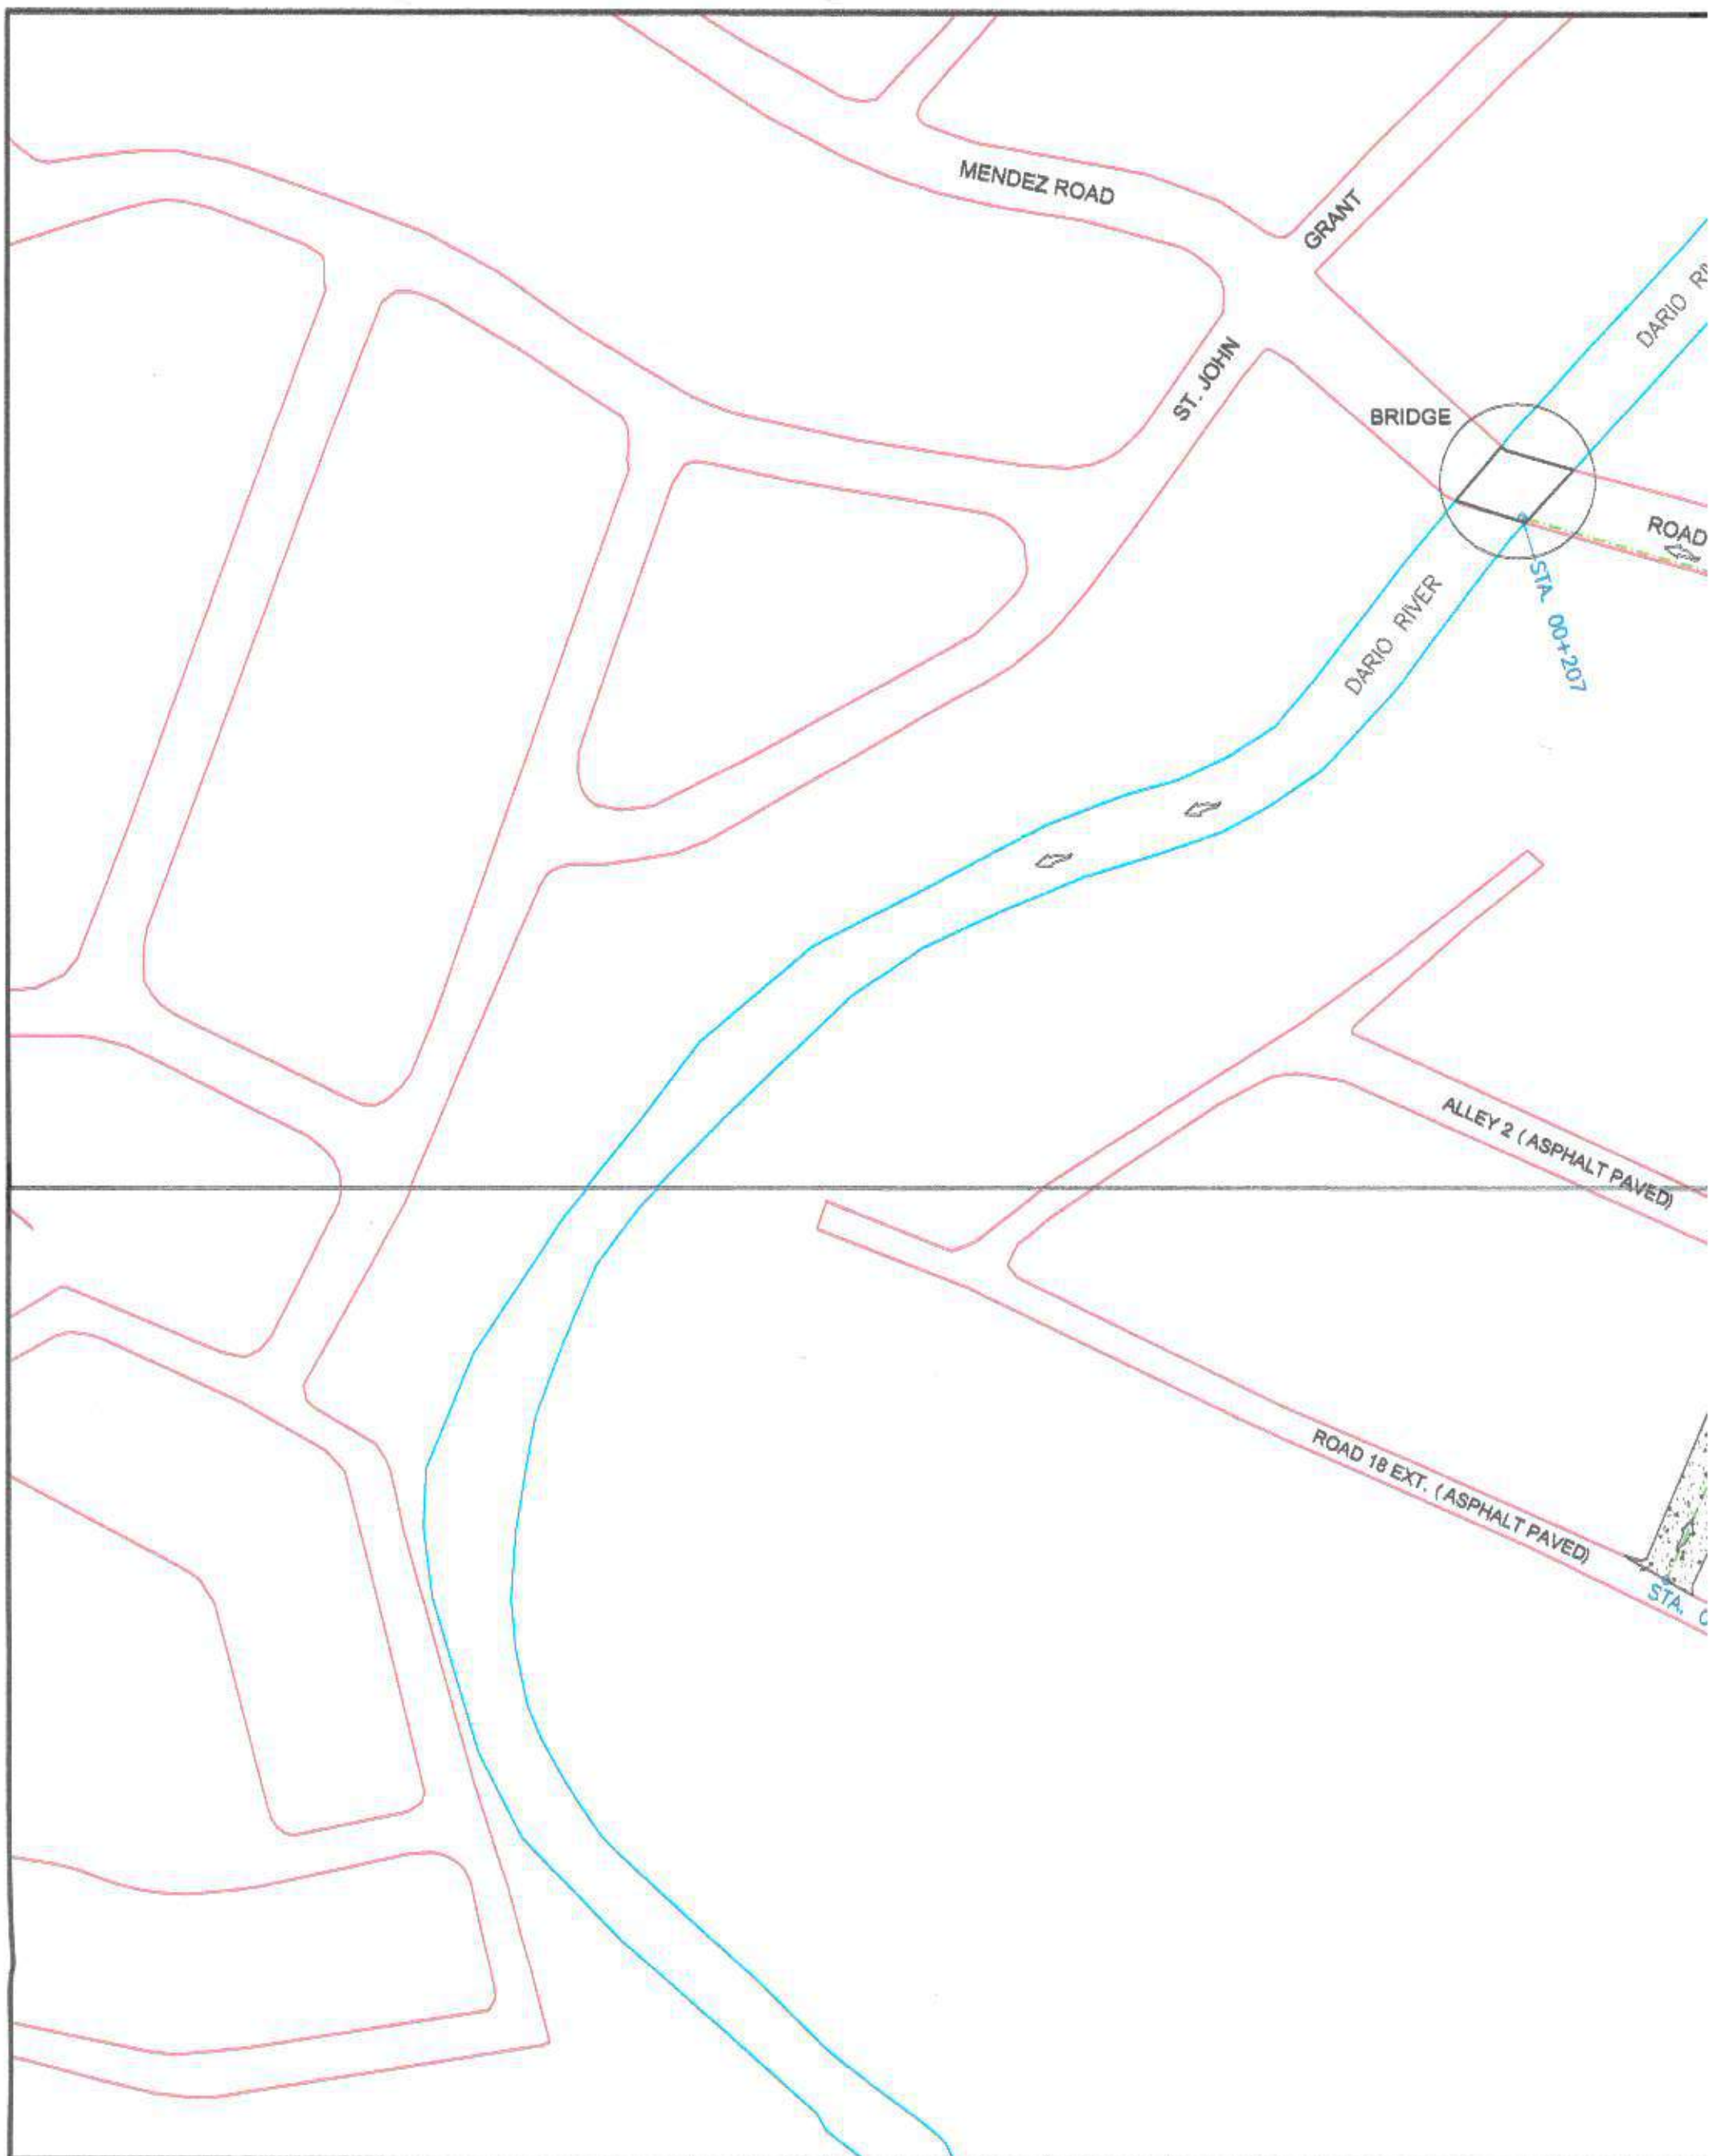 MENDEZ ROAD
GRANT
DARIO
ST. JOHN
BRIDGE
ROAD
STA. 00+207
DARIO RIVER
ALLEY 2 ( ASPHALT PAVED)
ROAD 18 EXT. ( ASPHALT PAVED)
STA.